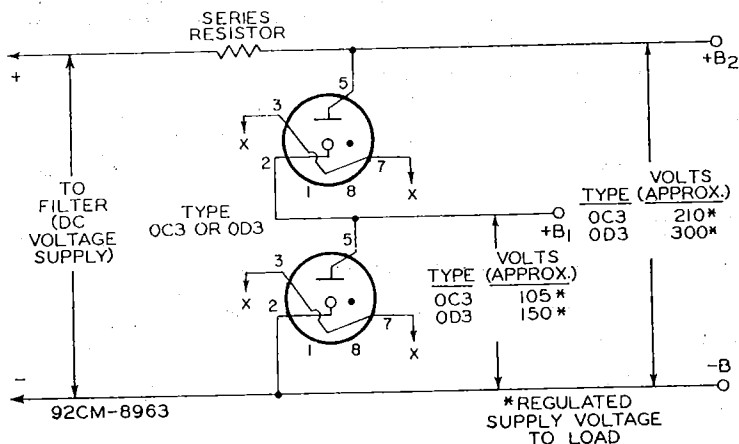 SERIES
RESISTOR
+
+B2
5
3
X
2
1
8
7
X
TO
FILTER
(DC
VOLTAGE
SUPPLY)
TYPE
OC3 OR OD3
VOLTS
TYPE (APPROX.)
OC3 210*
OD3 300*
+B1
5
3
X
2
1
8
7
X
VOLTS
TYPE (APPROX.)
OC3 105*
OD3 150*
-
-B
92CM-8963
*REGULATED
SUPPLY VOLTAGE
TO LOAD